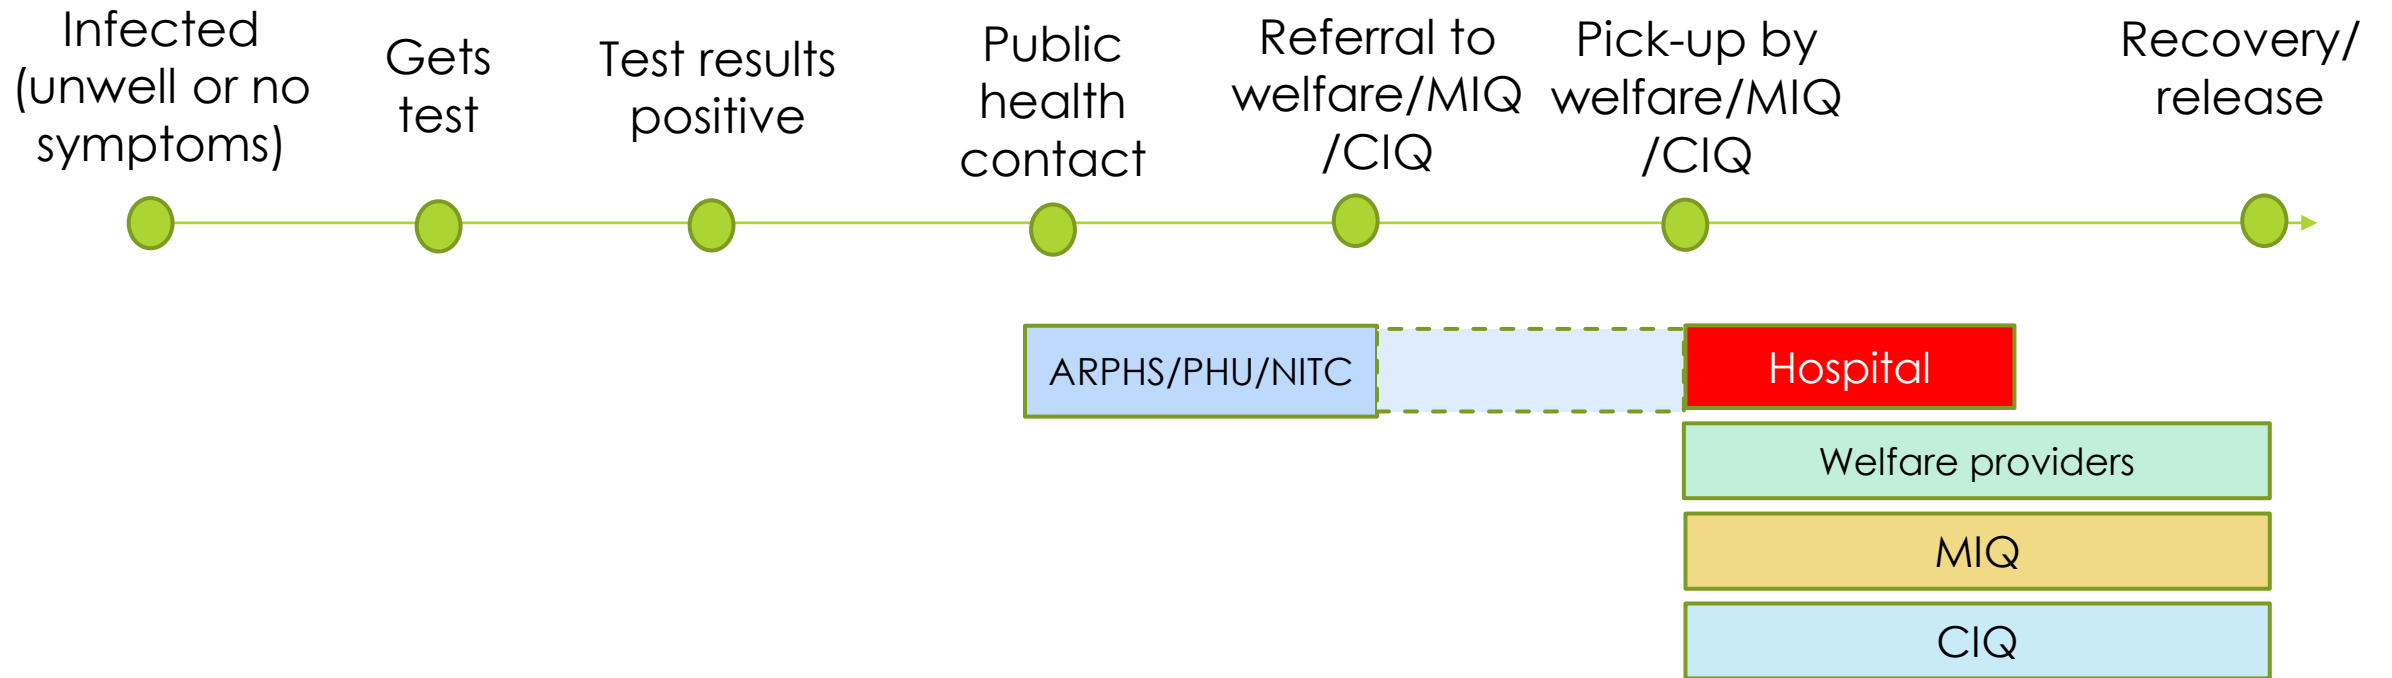 Infected
(unwell or no
symptoms)
Gets
test
Test results
positive
Public
health
contact
Referral to
welfare/MIQ
/CIQ
Pick-up by
welfare/MIQ
/CIQ
Recovery/
release
ARPHS/PHU/NITC
Hospital
Welfare providers
MIQ
CIQ